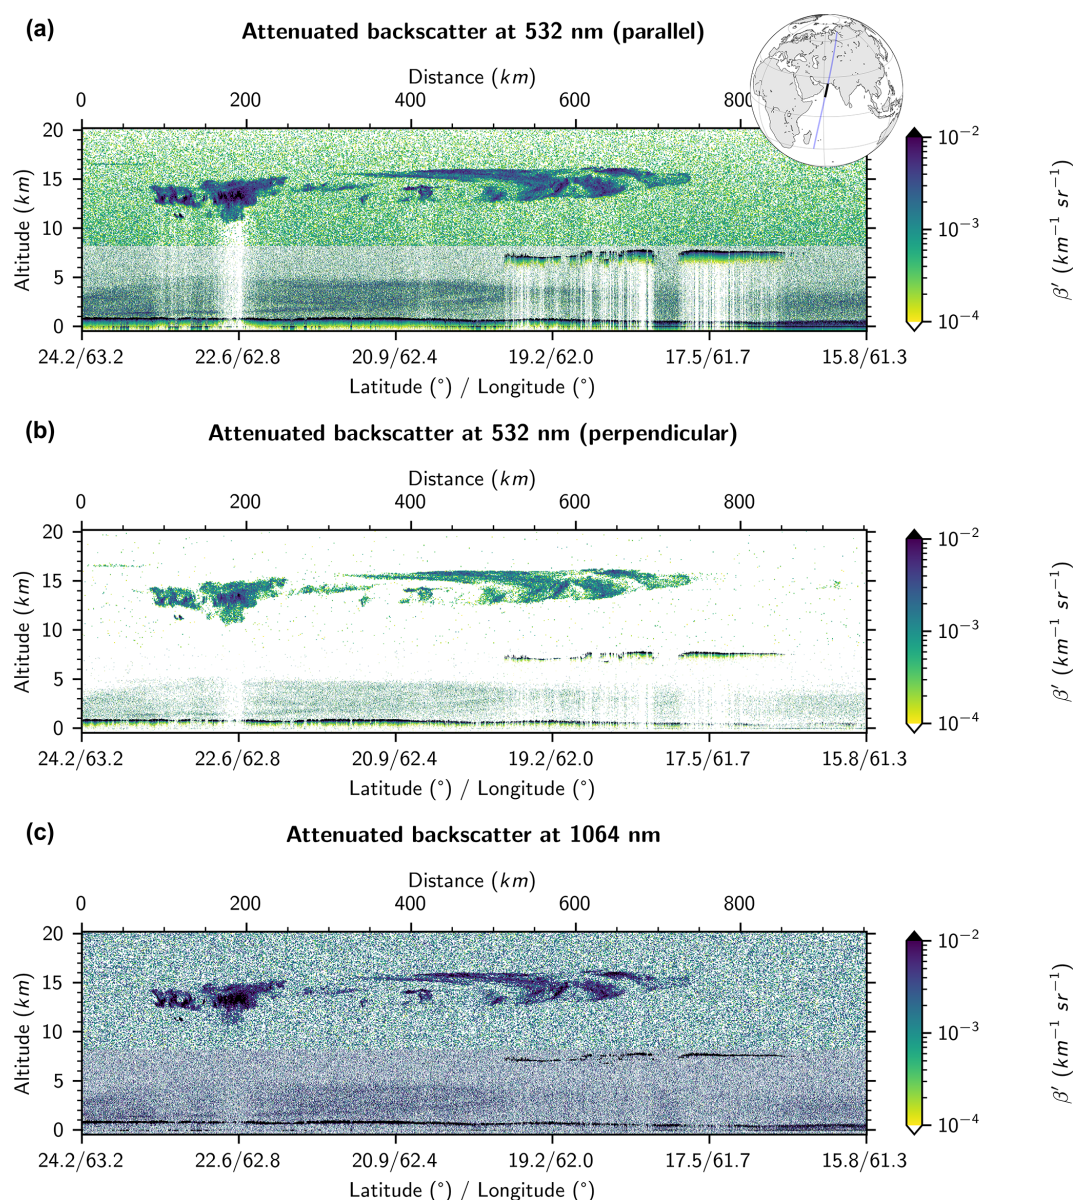 (a)
Attenuated backscatter at 532 nm (parallel)
Distance (km)
0 200 400 600 800
20
15
10
5
0
Altitude (km)
24.2/63.2 22.6/62.8 20.9/62.4 19.2/62.0 17.5/61.7 15.8/61.3
Latitude (°) / Longitude (°)
10⁻²
10⁻³
10⁻⁴
β′ (km⁻¹ sr⁻¹)
(b)
Attenuated backscatter at 532 nm (perpendicular)
Distance (km)
0 200 400 600 800
20
15
10
5
0
Altitude (km)
24.2/63.2 22.6/62.8 20.9/62.4 19.2/62.0 17.5/61.7 15.8/61.3
Latitude (°) / Longitude (°)
10⁻²
10⁻³
10⁻⁴
β′ (km⁻¹ sr⁻¹)
(c)
Attenuated backscatter at 1064 nm
Distance (km)
0 200 400 600 800
20
15
10
5
0
Altitude (km)
24.2/63.2 22.6/62.8 20.9/62.4 19.2/62.0 17.5/61.7 15.8/61.3
Latitude (°) / Longitude (°)
10⁻²
10⁻³
10⁻⁴
β′ (km⁻¹ sr⁻¹)